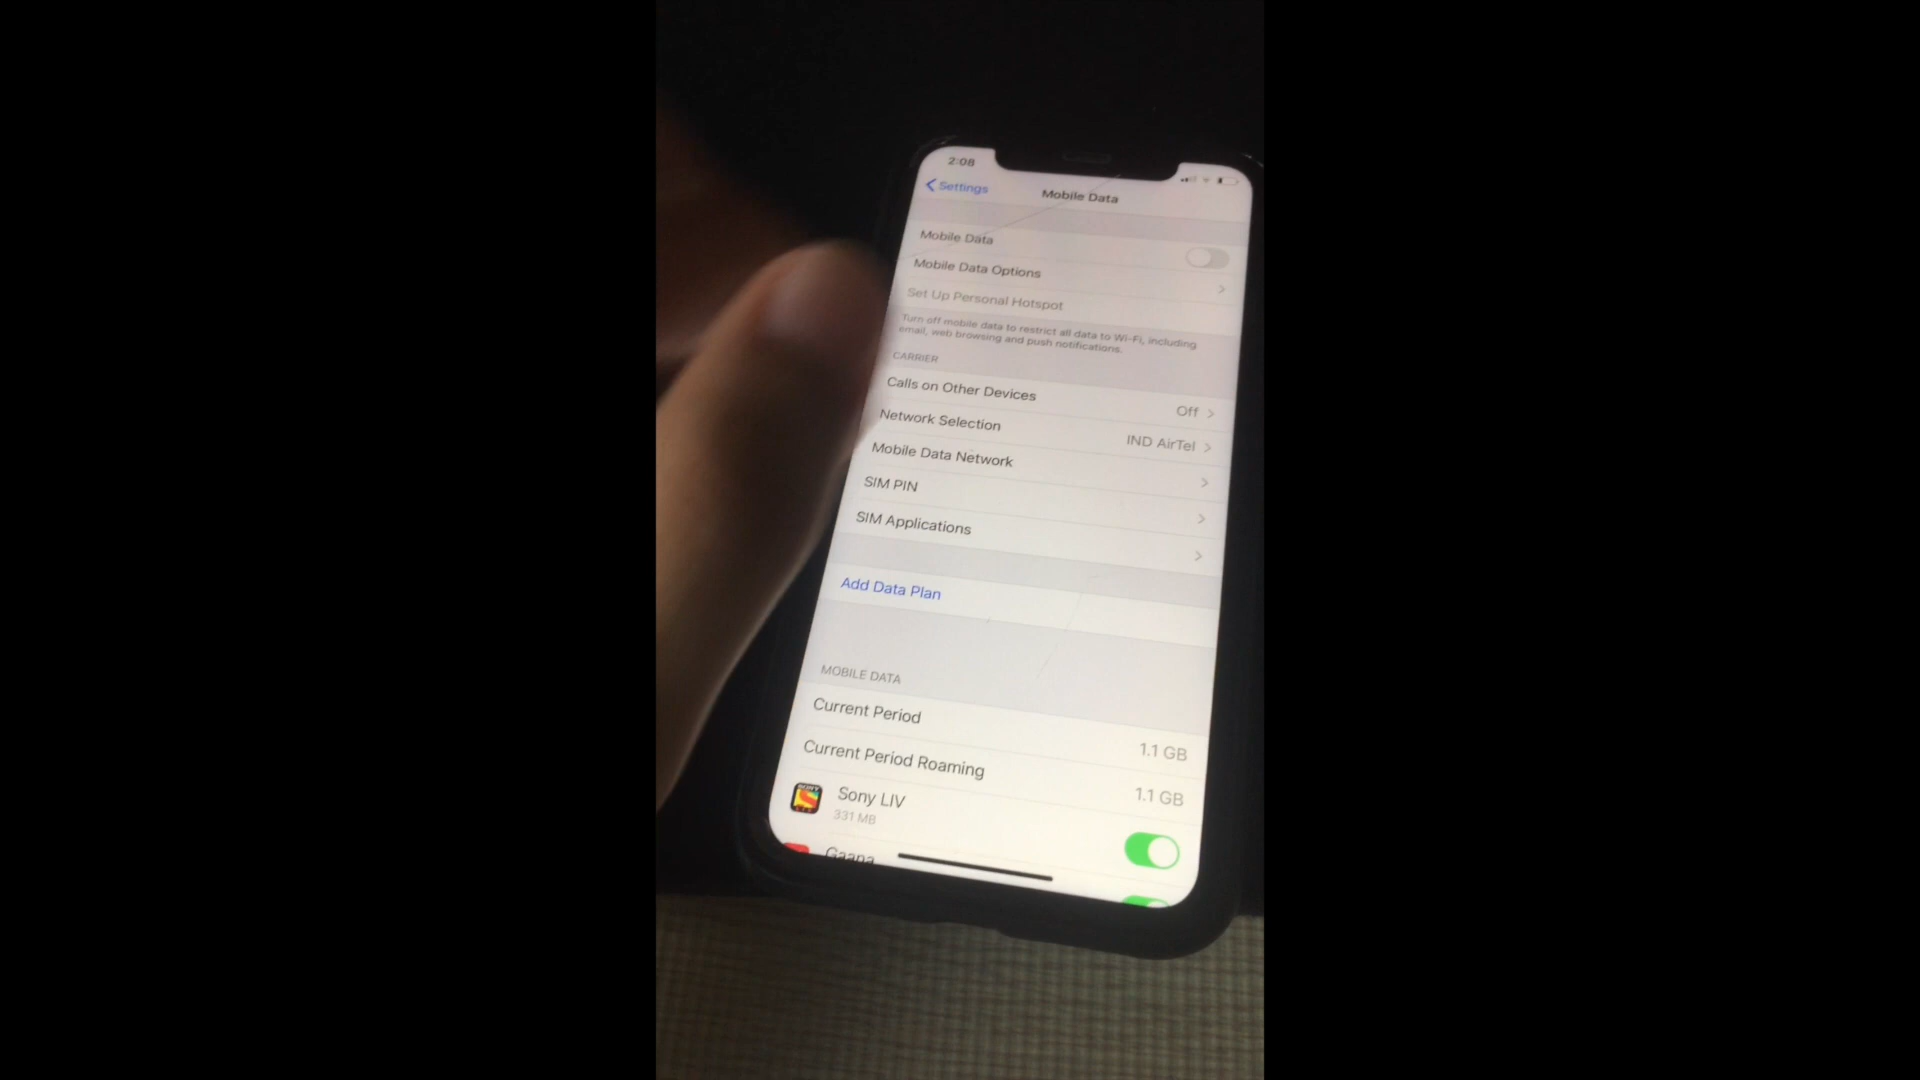 2:08
Settings
Mobile Data
Mobile Data
Mobile Data Options
Set Up Personal Hotspot
Turn off mobile data to restrict all data to Wi-Fi, including
email, web browsing and push notifications.
CARRIER
Calls on Other Devices Off
Network Selection IND AirTel
Mobile Data Network
SIM PIN
SIM Applications
Add Data Plan
MOBILE DATA
Current Period 1.1 GB
Current Period Roaming 1.1 GB
SONY
LIV
Sony LIV
331 MB
Gaana